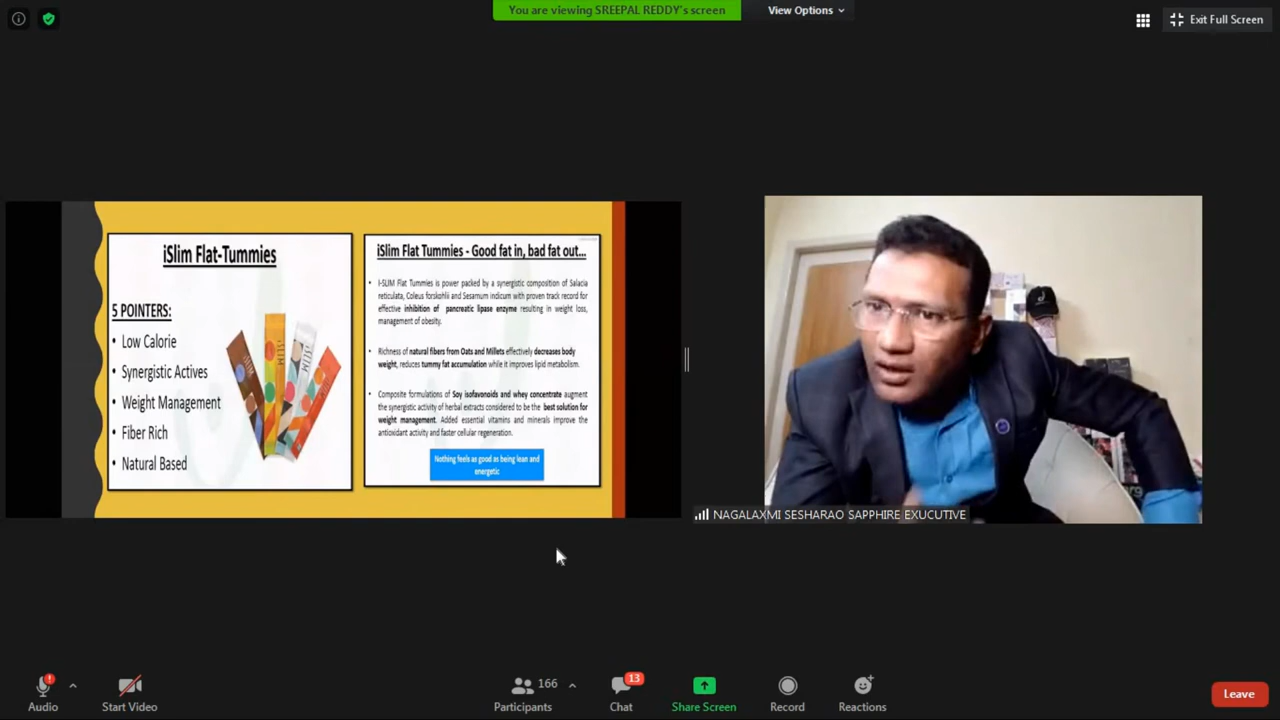 You are viewing SREEPAL REDDY's screen
View Options
Exit Full Screen
iSlim Flat-Tummies
5 POINTERS:
• Low Calorie
• Synergistic Actives
• Weight Management
• Fiber Rich
• Natural Based
iSLIM
iSlim Flat Tummies - Good fat in, bad fat out...
• I-SLIM Flat Tummies is power packed by a synergistic composition of Salacia
reticulata, Coleus forskohlii and Sesamum indicum with proven track record for
effective inhibition of pancreatic lipase enzyme resulting in weight loss,
management of obesity.
• Richness of natural fibers from Oats and Millets effectively decreases body
weight, reduces tummy fat accumulation while it improves lipid metabolism.
• Composite formulations of Soy isofavonoids and whey concentrate augment
the synergistic activity of herbal extracts considered to be the best solution for
weight management. Added essential vitamins and minerals improve the
antioxidant activity and faster cellular regeneration.
Nothing feels as good as being lean and
energetic
NAGALAXMI SESHARAO SAPPHIRE EXUCUTIVE
Audio
Start Video
166
Participants
13
Chat
Share Screen
Record
Reactions
Leave